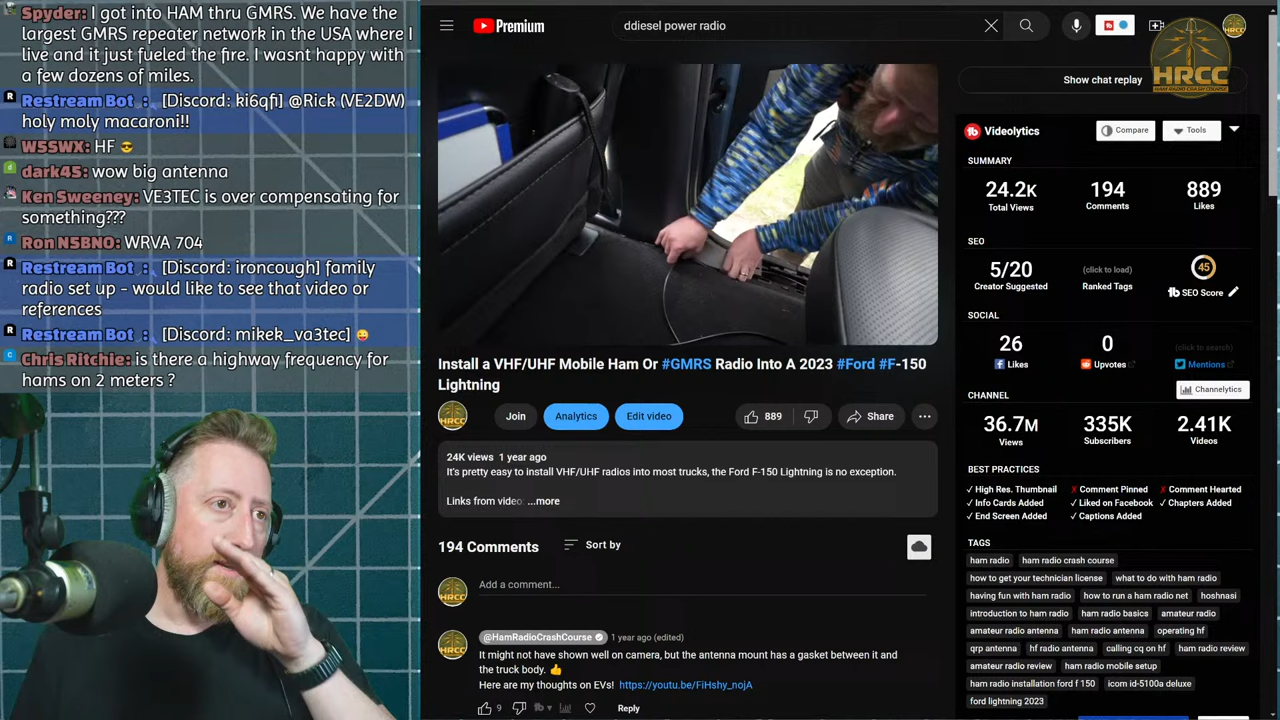 Spyder: I got into HAM thru GMRS. We have the
largest GMRS repeater network in the USA where I
live and it just fueled the fire. I wasnt happy with
a few dozens of miles.
Restream Bot : [Discord: ki6qfi] @Rick (VE2DW)
holy moly macaroni!!
W5SWX: HF
dark45: wow big antenna
Ken Sweeney: VE3TEC is over compensating for
something???
Ron N5BNO: WRVA 704
Restream Bot : [Discord: ironcough] family
radio set up - would like to see that video or
references
Restream Bot : [Discord: mikek_va3tec]
Chris Ritchie: is there a highway frequency for
hams on 2 meters ?
Premium
ddiesel power radio
HRCC
HAM RADIO CRASH COURSE
Show chat replay
Install a VHF/UHF Mobile Ham Or #GMRS Radio Into A 2023 #Ford #F-150
Lightning
HRCC
Join
Analytics
Edit video
889
Share
24K views 1 year ago
It's pretty easy to install VHF/UHF radios into most trucks, the Ford F-150 Lightning is no exception.
Links from video: ...more
194 Comments
Sort by
HRCC
Add a comment...
HRCC
@HamRadioCrashCourse 1 year ago (edited)
It might not have shown well on camera, but the antenna mount has a gasket between it and
the truck body.
Here are my thoughts on EVs! https://youtu.be/FiHshy_nojA
9
Reply
tb Videolytics
Compare
Tools
SUMMARY
24.2K 194 889
Total Views Comments Likes
SEO
5/20 (click to load) 45
Creator Suggested Ranked Tags tb SEO Score
SOCIAL
26 0 (click to search)
Likes Upvotes Mentions
Channelytics
CHANNEL
36.7M 335K 2.41K
Views Subscribers Videos
BEST PRACTICES
✓ High Res. Thumbnail ✗ Comment Pinned ✗ Comment Hearted
✓ Info Cards Added ✓ Liked on Facebook ✓ Chapters Added
✓ End Screen Added ✓ Captions Added
TAGS
ham radio ham radio crash course
how to get your technician license what to do with ham radio
having fun with ham radio how to run a ham radio net hoshnasi
introduction to ham radio ham radio basics amateur radio
amateur radio antenna ham radio antenna operating hf
qrp antenna hf radio antenna calling cq on hf ham radio review
amateur radio review ham radio mobile setup
ham radio installation ford f 150 icom id-5100a deluxe
ford lightning 2023